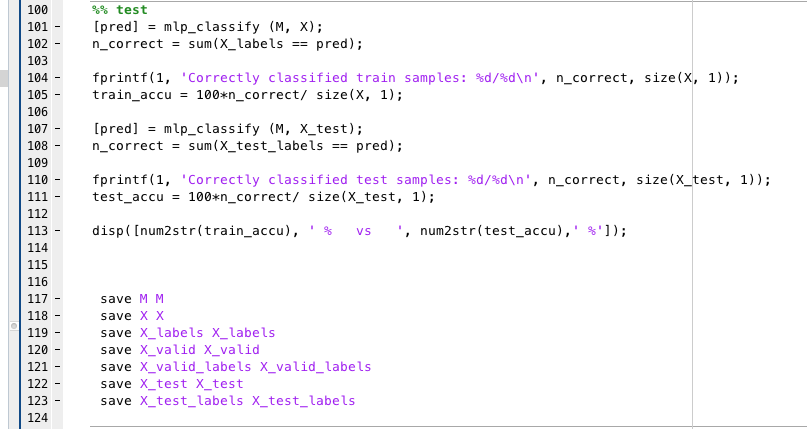 100 %% test
101 - [pred] = mlp_classify (M, X);
102 - n_correct = sum(X_labels == pred);
103
104 - fprintf(1, 'Correctly classified train samples: %d/%d\n', n_correct, size(X, 1));
105 - train_accu = 100*n_correct/ size(X, 1);
106
107 - [pred] = mlp_classify (M, X_test);
108 - n_correct = sum(X_test_labels == pred);
109
110 - fprintf(1, 'Correctly classified test samples: %d/%d\n', n_correct, size(X_test, 1));
111 - test_accu = 100*n_correct/ size(X_test, 1);
112
113 - disp([num2str(train_accu), ' %   vs   ', num2str(test_accu),' %']);
114
115
116
117 - save M M
118 - save X X
119 - save X_labels X_labels
120 - save X_valid X_valid
121 - save X_valid_labels X_valid_labels
122 - save X_test X_test
123 - save X_test_labels X_test_labels
124